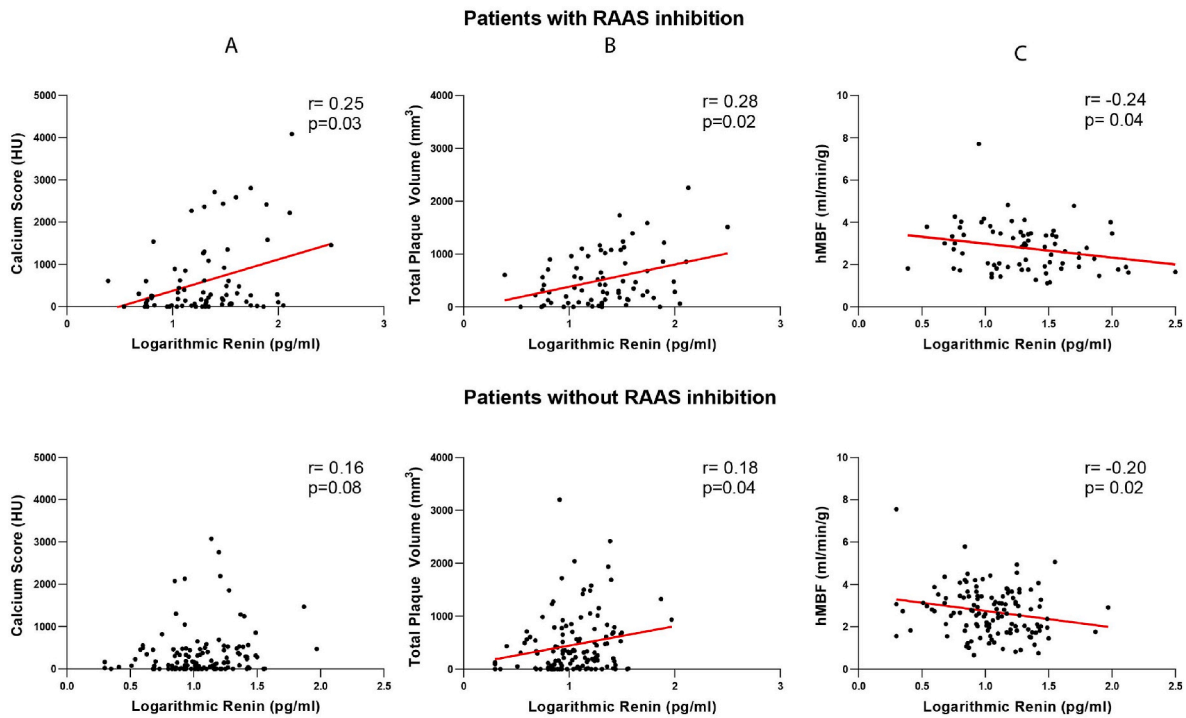 Patients with RAAS inhibition
A
B
C
r= 0.25
p=0.03
Calcium Score (HU)
5000
4000
3000
2000
1000
0
0
1
2
3
Logarithmic Renin (pg/ml)
r= 0.28
p=0.02
Total Plaque Volume (mm³)
4000
3000
2000
1000
0
0
1
2
3
Logarithmic Renin (pg/ml)
r= -0.24
p= 0.04
hMBF (ml/min/g)
10
8
6
4
2
0
0.0
0.5
1.0
1.5
2.0
2.5
Logarithmic Renin (pg/ml)
Patients without RAAS inhibition
r= 0.16
p=0.08
Calcium Score (HU)
5000
4000
3000
2000
1000
0
0.0
0.5
1.0
1.5
2.0
2.5
Logarithmic Renin (pg/ml)
r= 0.18
p=0.04
Total Plaque Volume (mm³)
4000
3000
2000
1000
0
0
1
2
3
Logarithmic Renin (pg/ml)
r= -0.20
p= 0.02
hMBF (ml/min/g)
10
8
6
4
2
0
0.0
0.5
1.0
1.5
2.0
2.5
Logarithmic Renin (pg/ml)